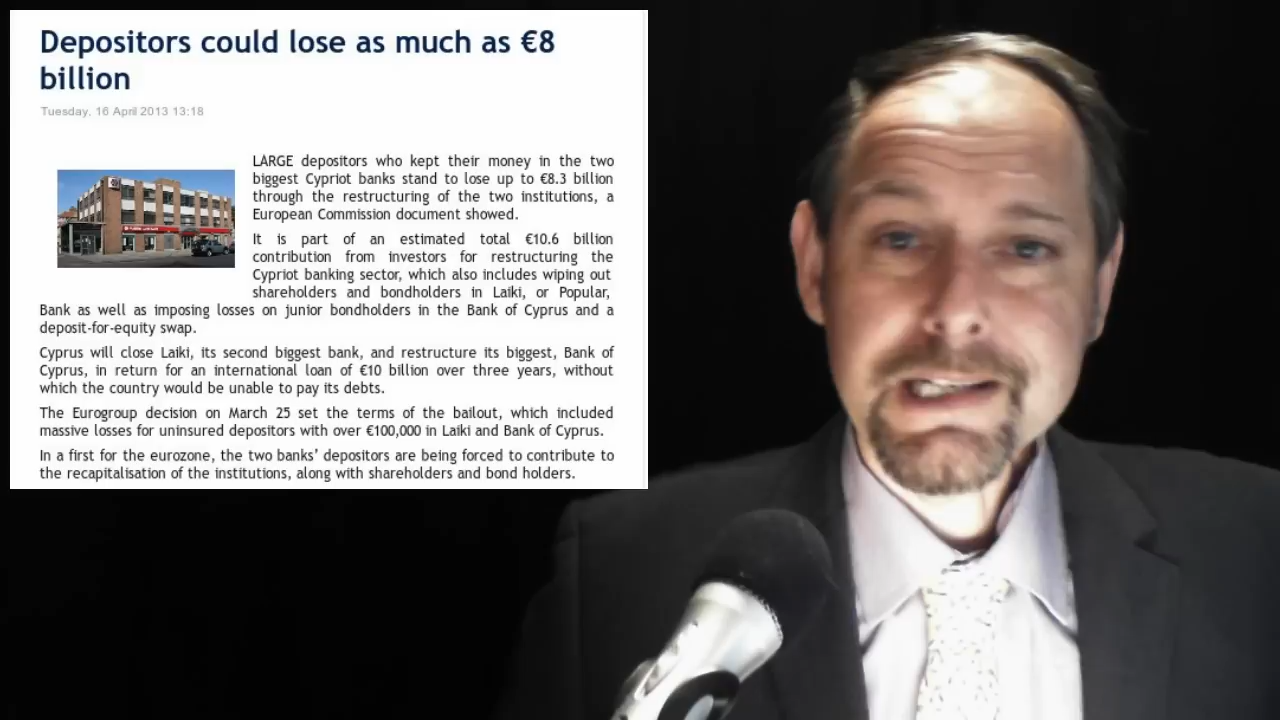 Depositors could lose as much as €8
billion
Tuesday, 16 April 2013 13:18
LARGE depositors who kept their money in the two
biggest Cypriot banks stand to lose up to €8.3 billion
through the restructuring of the two institutions, a
European Commission document showed.
It is part of an estimated total €10.6 billion
contribution from investors for restructuring the
Cypriot banking sector, which also includes wiping out
shareholders and bondholders in Laiki, or Popular,
Bank as well as imposing losses on junior bondholders in the Bank of Cyprus and a
deposit-for-equity swap.
Cyprus will close Laiki, its second biggest bank, and restructure its biggest, Bank of
Cyprus, in return for an international loan of €10 billion over three years, without
which the country would be unable to pay its debts.
The Eurogroup decision on March 25 set the terms of the bailout, which included
massive losses for uninsured depositors with over €100,000 in Laiki and Bank of Cyprus.
In a first for the eurozone, the two banks’ depositors are being forced to contribute to
the recapitalisation of the institutions, along with shareholders and bond holders.